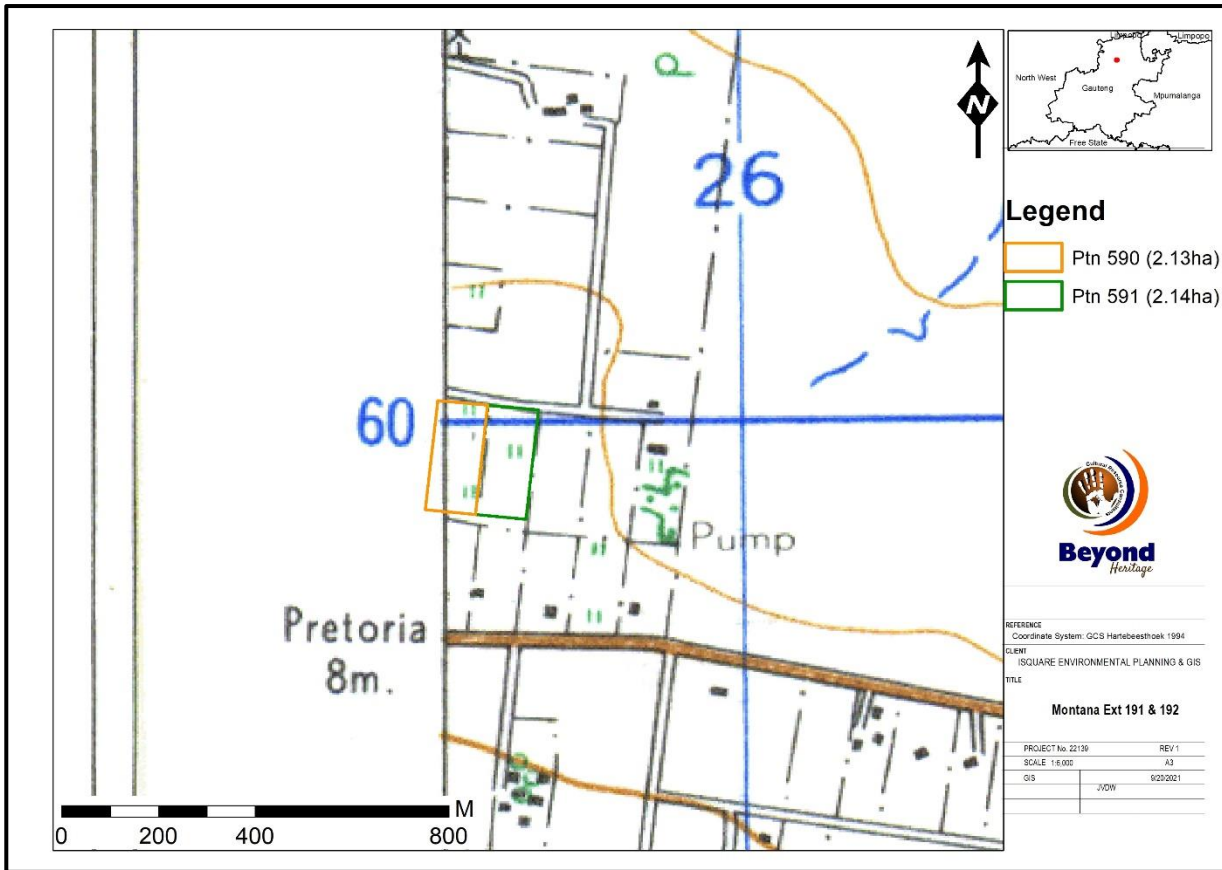 26
60
Pump
Pretoria
8m.
M
0 200 400 800
N
Limpopo
Limpopo
North West
Gauteng
Mpumalanga
Free State
Legend
Ptn 590 (2.13ha)
Ptn 591 (2.14ha)
Beyond
Heritage
REFERENCE
Coordinate System: GCS Hartebeesthoek 1994
CLIENT
ISQUARE ENVIRONMENTAL PLANNING & GIS
TITLE
Montana Ext 191 & 192
PROJECT No. 22139 REV 1
SCALE 1:6,000 A3
GIS 9/20/2021
JVDW